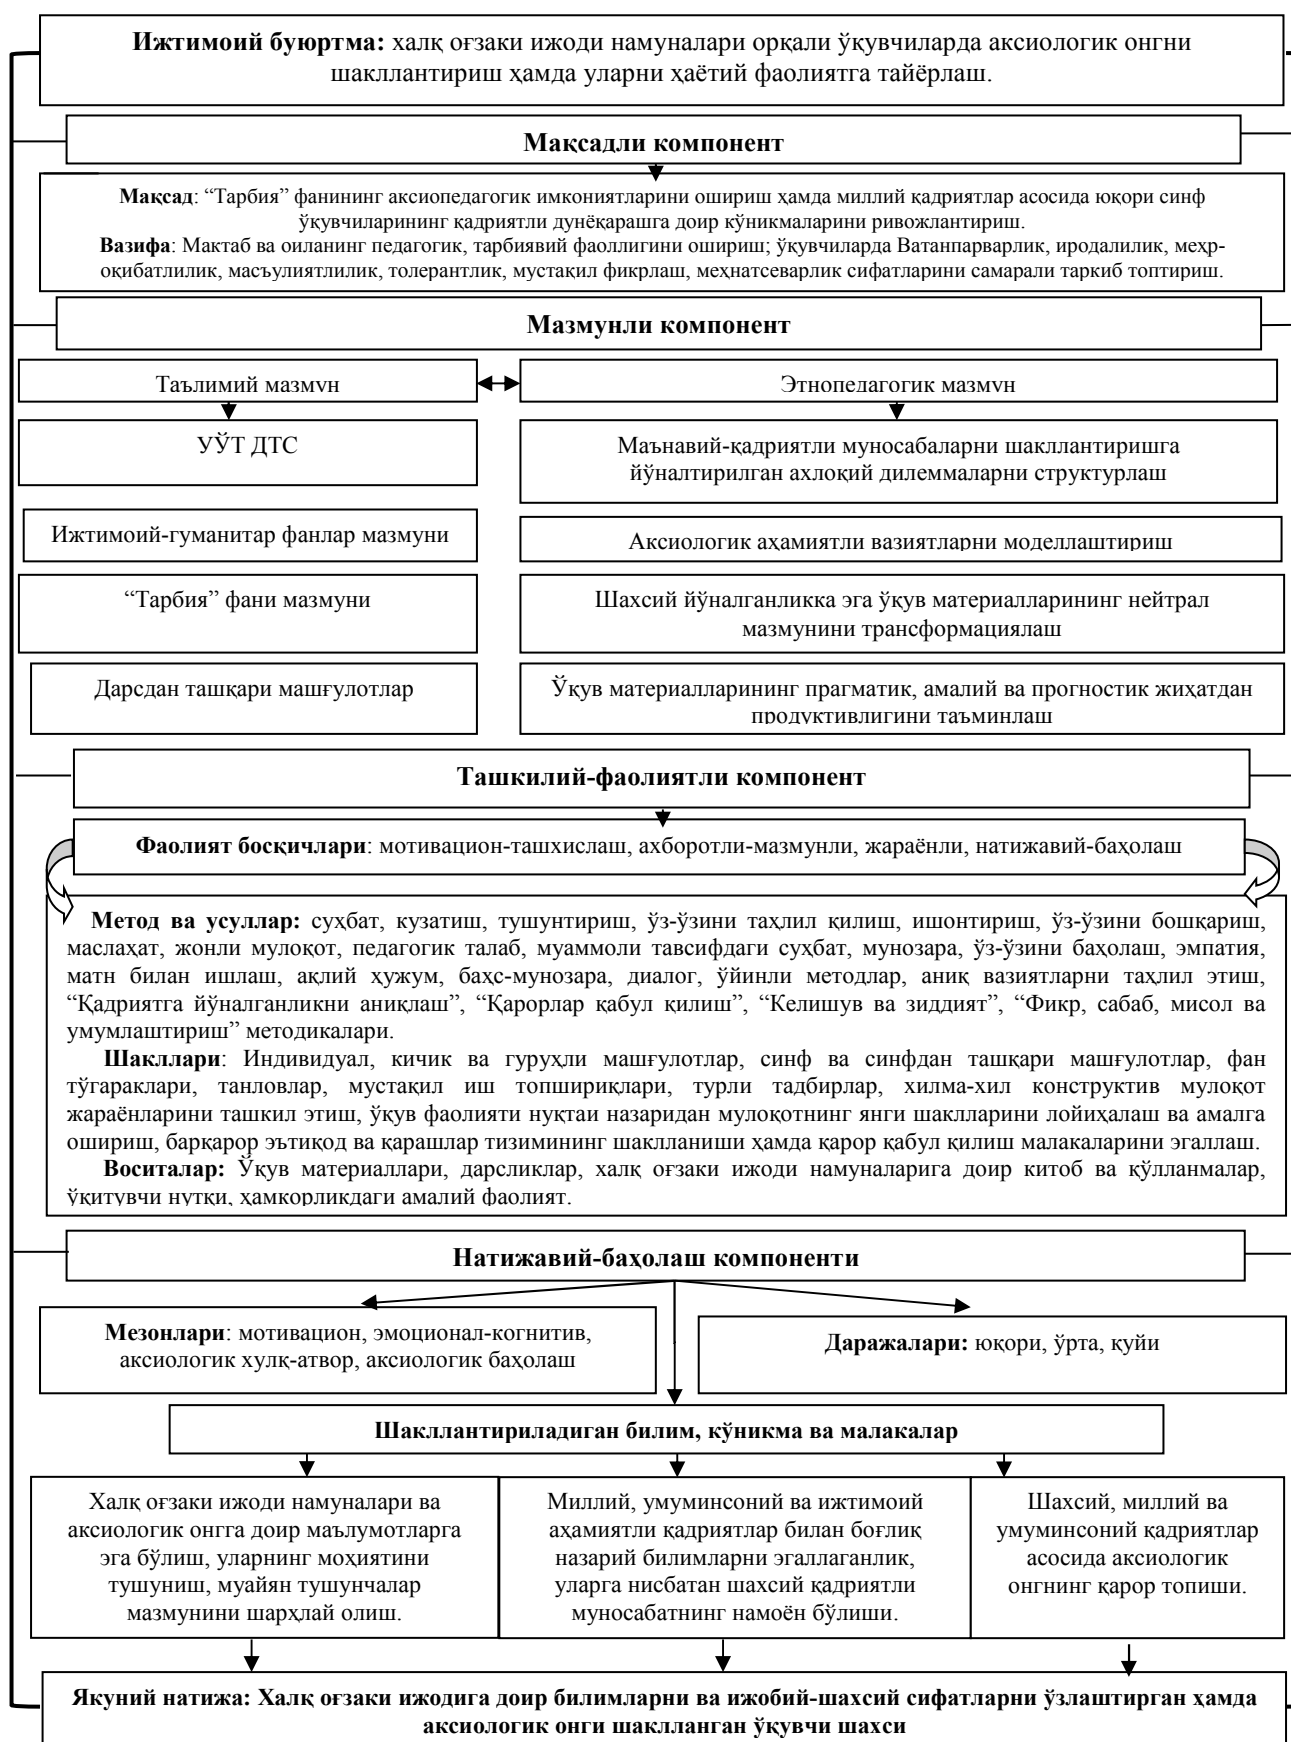 Ижтимоий буюртма: халқ оғзаки ижоди намуналари орқали ўқувчиларда аксиологик онгни
шакллантириш ҳамда уларни ҳаётий фаолиятга тайёрлаш.
Мақсадли компонент
Мақсад: “Тарбия” фанининг аксиопедагогик имкониятларини ошириш ҳамда миллий қадриятлар асосида юқори синф
ўқувчиларининг қадриятли дунёқарашга доир кўникмаларини ривожлантириш.
Вазифа: Мактаб ва оиланинг педагогик, тарбиявий фаоллигини ошириш; ўқувчиларда Ватанпарварлик, иродалилик, меҳр-
оқибатлилик, масъулиятлилик, толерантлик, мустақил фикрлаш, меҳнатсеварлик сифатларини самарали таркиб топтириш.
Мазмунли компонент
Таълимий мазмун
Этнопедагогик мазмун
УЎТ ДТС
Маънавий-қадриятли муносабаларни шакллантиришга
йўналтирилган ахлоқий дилеммаларни структурлаш
Ижтимоий-гуманитар фанлар мазмуни
Аксиологик аҳамиятли вазиятларни моделлаштириш
“Тарбия” фани мазмуни
Шахсий йўналганликка эга ўқув материалларининг нейтрал
мазмунини трансформациялаш
Дарсдан ташқари машғулотлар
Ўқув материалларининг прагматик, амалий ва прогностик жиҳатдан
продуктивлигини таъминлаш
Ташкилий-фаолиятли компонент
Фаолият босқичлари: мотивацион-ташхислаш, ахборотли-мазмунли, жараёнли, натижавий-баҳолаш
Метод ва усуллар: суҳбат, кузатиш, тушунтириш, ўз-ўзини таҳлил қилиш, ишонтириш, ўз-ўзини бошқариш,
маслаҳат, жонли мулоқот, педагогик талаб, муаммоли тавсифдаги суҳбат, мунозара, ўз-ўзини баҳолаш, эмпатия,
матн билан ишлаш, ақлий ҳужум, баҳс-мунозара, диалог, ўйинли методлар, аниқ вазиятларни таҳлил этиш,
“Қадриятга йўналганликни аниқлаш”, “Қарорлар қабул қилиш”, “Келишув ва зиддият”, “Фикр, сабаб, мисол ва
умумлаштириш” методикалари.
Шакллари: Индивидуал, кичик ва гуруҳли машғулотлар, синф ва синфдан ташқари машғулотлар, фан
тўгараклари, танловлар, мустақил иш топшириқлари, турли тадбирлар, хилма-хил конструктив мулоқот
жараёнларини ташкил этиш, ўқув фаолияти нуқтаи назаридан мулоқотнинг янги шаклларини лойиҳалаш ва амалга
ошириш, барқарор эътиқод ва қарашлар тизимининг шаклланиши ҳамда қарор қабул қилиш малакаларини эгаллаш.
Воситалар: Ўқув материаллари, дарсликлар, халқ оғзаки ижоди намуналарига доир китоб ва қўлланмалар,
ўқитувчи нутқи, ҳамкорликдаги амалий фаолият.
Натижавий-баҳолаш компоненти
Мезонлари: мотивацион, эмоционал-когнитив,
аксиологик хулқ-атвор, аксиологик баҳолаш
Даражалари: юқори, ўрта, қуйи
Шакллантириладиган билим, кўникма ва малакалар
Халқ оғзаки ижоди намуналари ва
аксиологик онгга доир маълумотларга
эга бўлиш, уларнинг моҳиятини
тушуниш, муайян тушунчалар
мазмунини шарҳлай олиш.
Миллий, умуминсоний ва ижтимоий
аҳамиятли қадриятлар билан боғлиқ
назарий билимларни эгаллаганлик,
уларга нисбатан шахсий қадриятли
муносабатнинг намоён бўлиши.
Шахсий, миллий ва
умуминсоний қадриятлар
асосида аксиологик
онгнинг қарор топиши.
Якуний натижа: Халқ оғзаки ижодига доир билимларни ва ижобий-шахсий сифатларни ўзлаштирган ҳамда
аксиологик онги шаклланган ўқувчи шахси